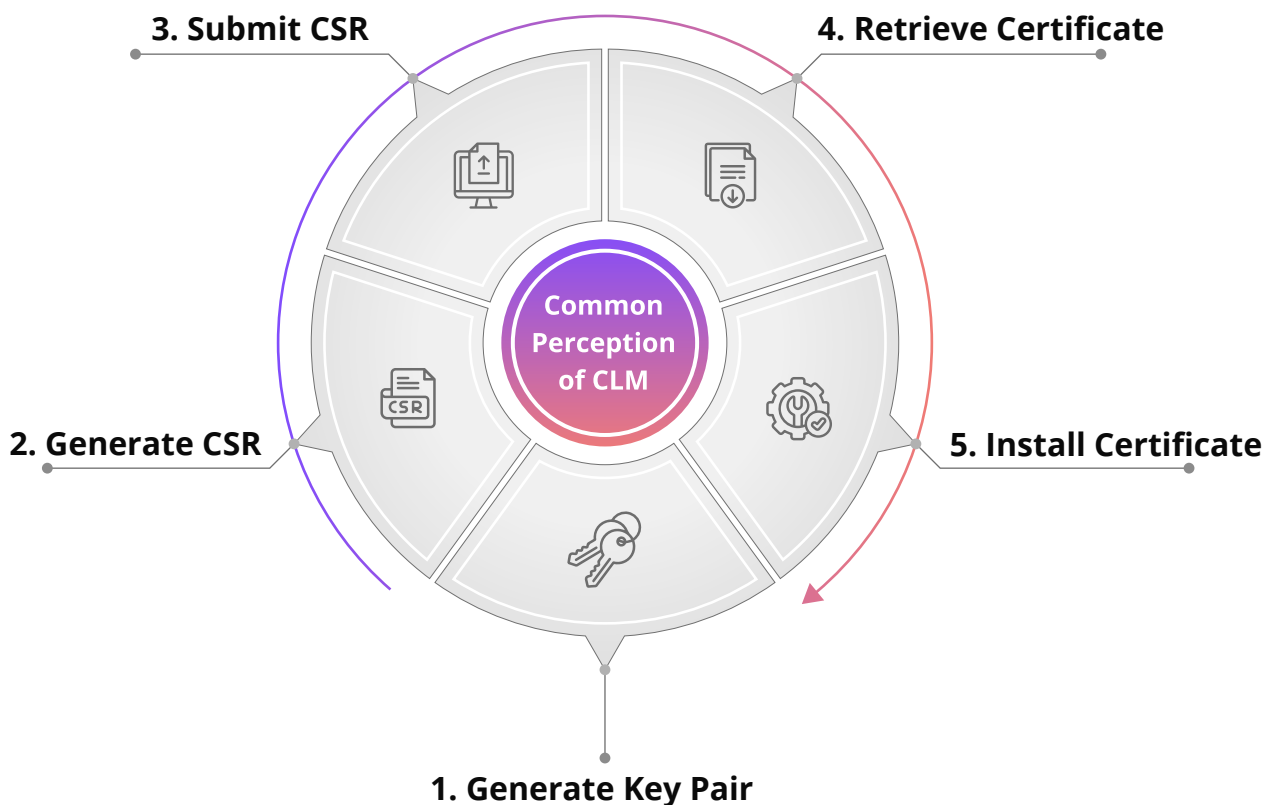 3. Submit CSR
4. Retrieve Certificate
Common
Perception
of CLM
CSR
2. Generate CSR
5. Install Certificate
1. Generate Key Pair